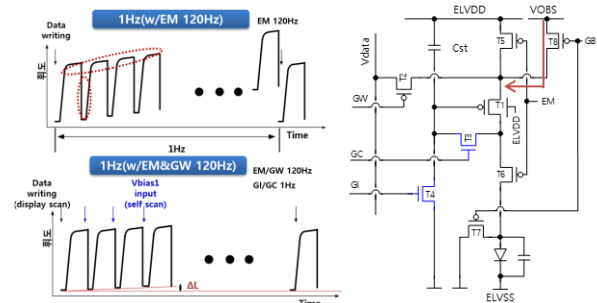 1Hz(w/EM 120Hz)
Data
writing
EM 120Hz
휘도
1Hz
Time
1Hz(w/EM&GW 120Hz)
Data
writing
(display scan)
Vbias1
input
(self scan)
EM/GW 120Hz
GI/GC 1Hz
휘도
ΔL
Time
ELVDD
VOBS
Vdata
Cst
T5
T8
GB
T2
GW
EM
T1
ELVDD
T3
GC
T6
GI
T4
T7
ELVSS